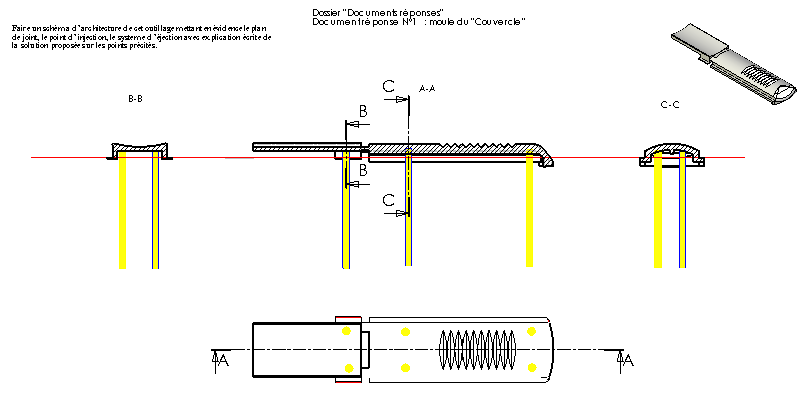 Dossier "Documents réponses"
Document réponse N°1 : moule du "Couvercle"
Faire un schéma d'architecture de cet outillage mettant en évidence le plan
de joint, le point d'injection, le systeme d'éjection avec explication écrite de
la solution proposée sur les points précités.
B-B
C
A-A
B
C-C
B
C
A
A